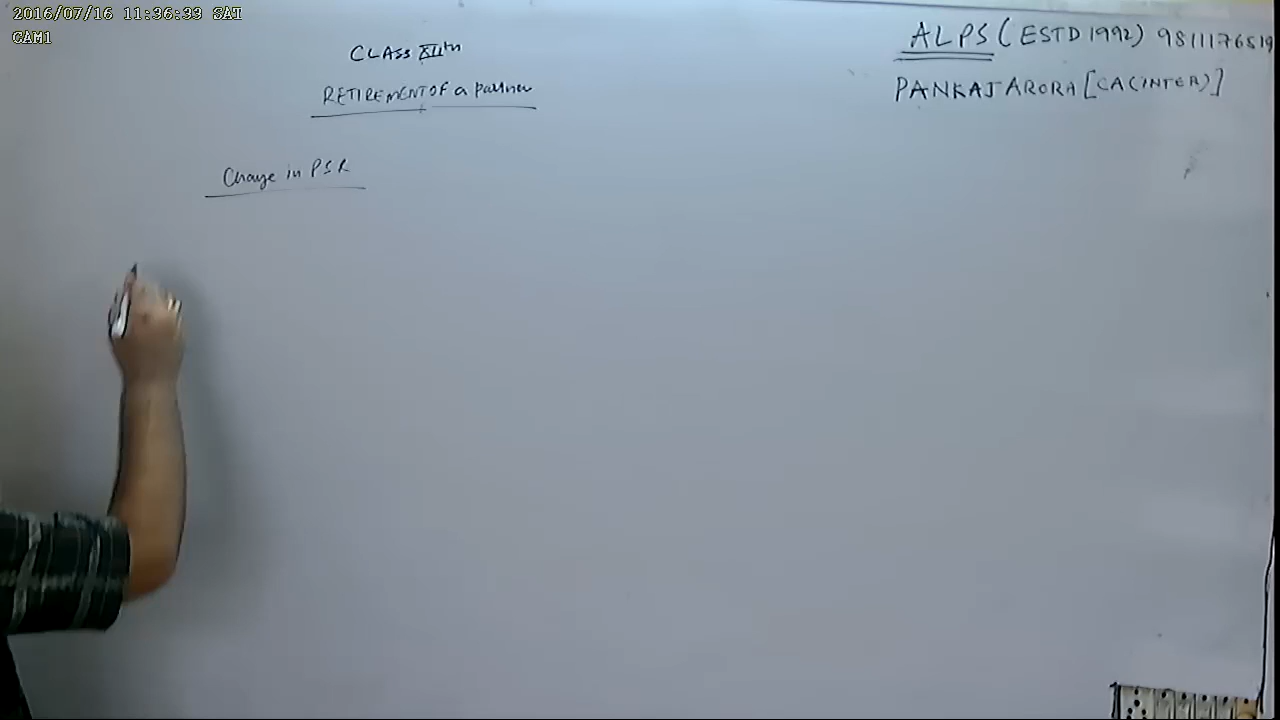 2016/07/16 11:36:33 SAT
CAM1
CLASS XIIth
RETIREMENT OF a partner
Change in PSR
ALPS (ESTD 1992) 9811176519
PANKAJ ARORA [CA(INTER)]